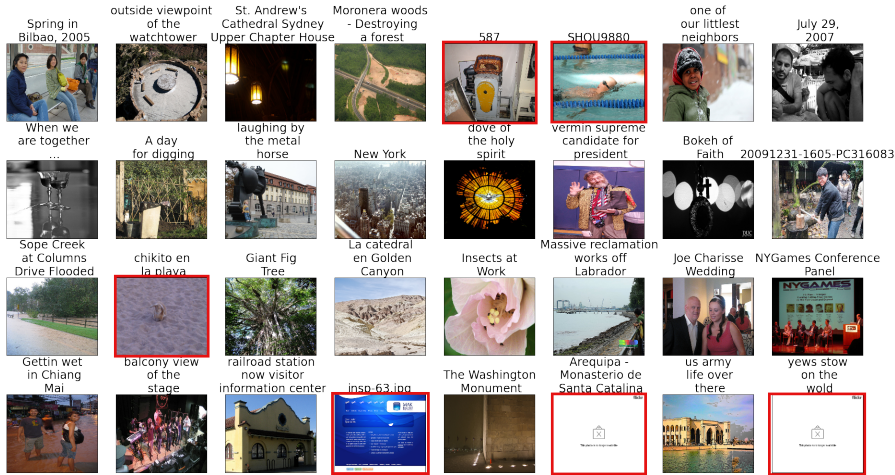 Spring in
Bilbao, 2005
outside viewpoint
of the
watchtower
St. Andrew's
Cathedral Sydney
Upper Chapter House
Moronera woods
- Destroying
a forest
587
SHOU9880
one of
our littlest
neighbors
July 29,
2007
When we
are together
...
A day
for digging
laughing by
the metal
horse
New York
dove of
the holy
spirit
vermin supreme
candidate for
president
Bokeh of
Faith
20091231-1605-PC316083
Sope Creek
at Columns
Drive Flooded
chikito en
la playa
Giant Fig
Tree
La catedral
en Golden
Canyon
Insects at
Work
Massive reclamation
works off
Labrador
Joe Charisse
Wedding
NYGames Conference
Panel
NYGAMES
Gettin wet
in Chiang
Mai
balcony view
of the
stage
railroad station
now visitor
information center
insp-63.jpg
The Washington
Monument
Arequipa -
Monasterio de
Santa Catalina
flickr
us army
life over
there
yews stow
on the
wold
flickr